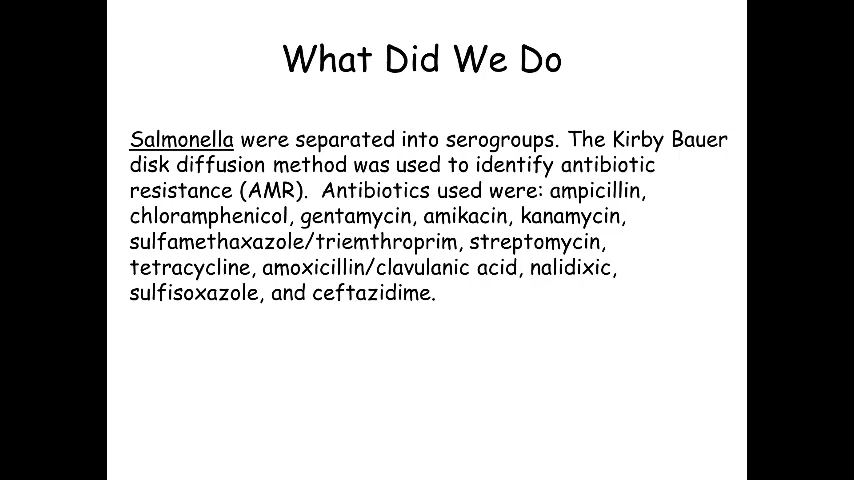 What Did We Do
Salmonella were separated into serogroups. The Kirby Bauer
disk diffusion method was used to identify antibiotic
resistance (AMR).  Antibiotics used were: ampicillin,
chloramphenicol, gentamycin, amikacin, kanamycin,
sulfamethaxazole/triemthroprim, streptomycin,
tetracycline, amoxicillin/clavulanic acid, nalidixic,
sulfisoxazole, and ceftazidime.